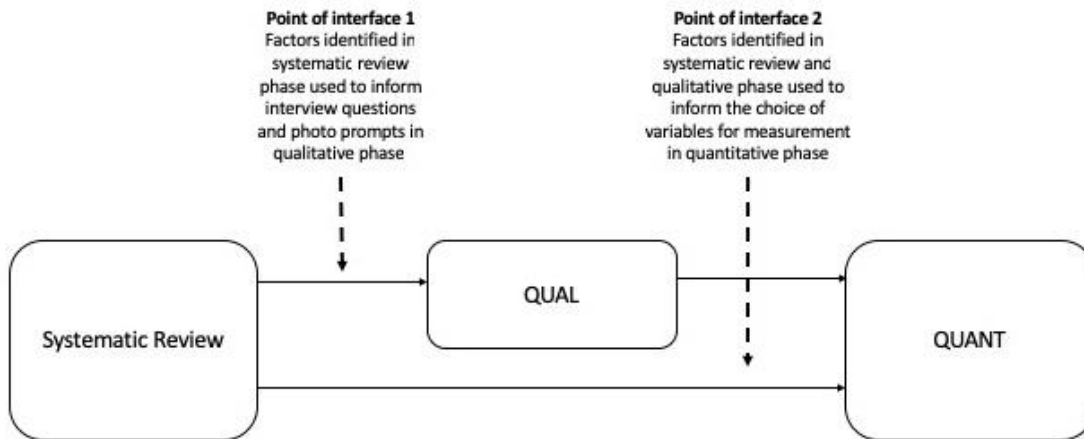 Point of interface 1
Factors identified in
systematic review
phase used to inform
interview questions
and photo prompts in
qualitative phase
Point of interface 2
Factors identified in
systematic review and
qualitative phase used to
inform the choice of
variables for measurement
in quantitative phase
Systematic Review
QUAL
QUANT